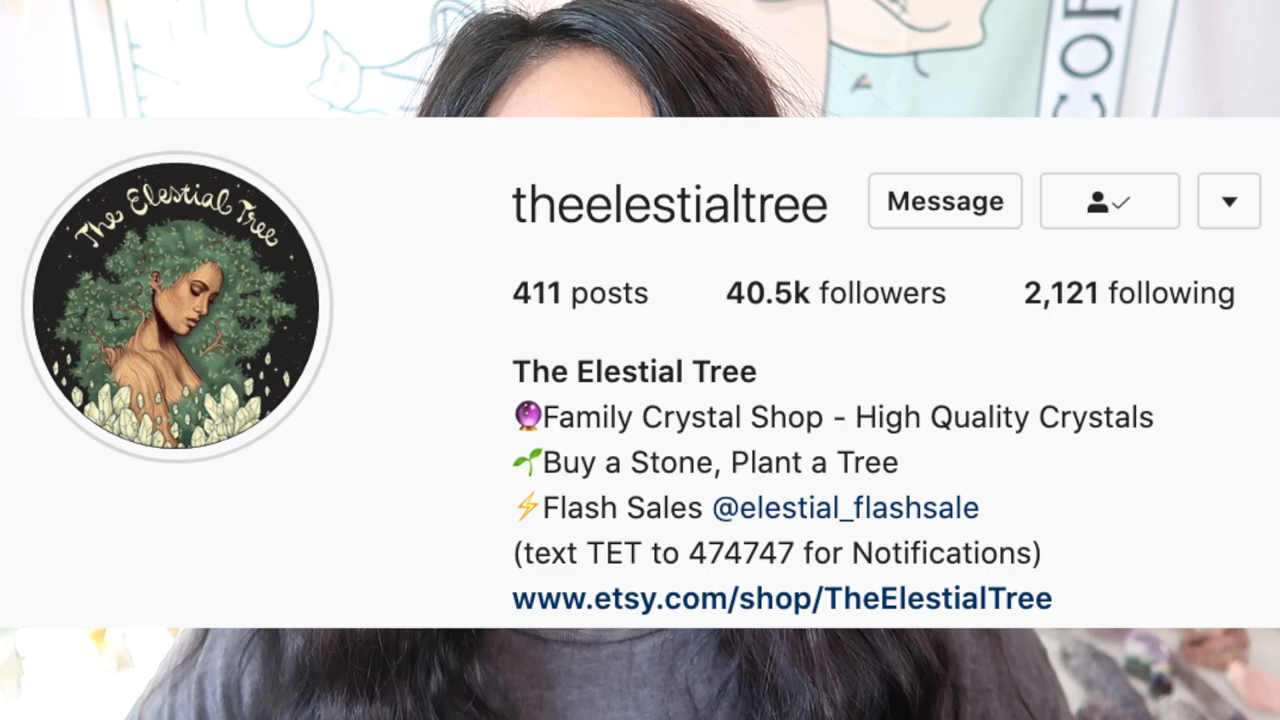 COR
The Elestial Tree
theelestialtree
Message
411 posts 40.5k followers 2,121 following
The Elestial Tree
🔮Family Crystal Shop - High Quality Crystals
🌱Buy a Stone, Plant a Tree
⚡Flash Sales @elestial_flashsale
(text TET to 474747 for Notifications)
www.etsy.com/shop/TheElestialTree